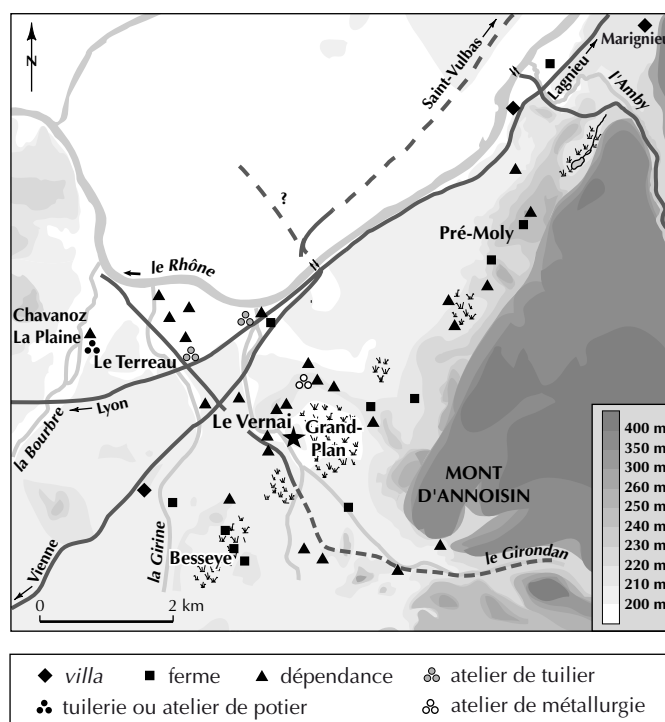 N
Saint-Vulbas
Lagnieu
Marignieu
l'Amby
?
Pré-Moly
le Rhône
Chavanoz
La Plaine
Le Terreau
Lyon
la Bourbre
Le Vernai
Grand-
Plan
MONT
D'ANNOISIN
400 m
350 m
300 m
250 m
240 m
230 m
220 m
210 m
200 m
la Girine
Besseye
le Girondan
Vienne
0 2 km
villa ferme dépendance atelier de tuilier
tuilerie ou atelier de potier atelier de métallurgie